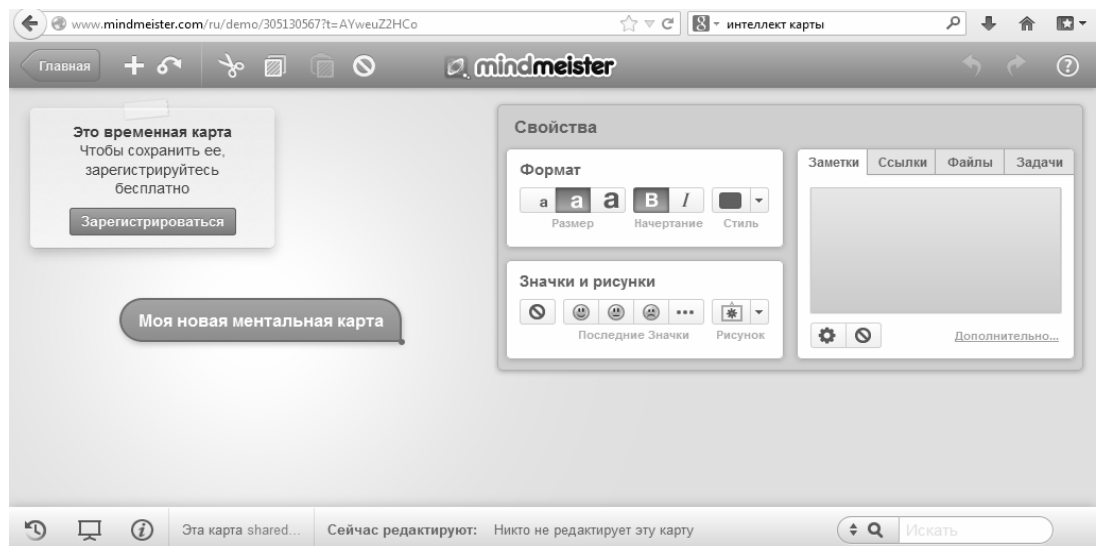 www.mindmeister.com/ru/demo/305130567?t=AYweuZ2HCo
интеллект карты
Главная
mindmeister
Это временная карта
Чтобы сохранить ее,
зарегистрируйтесь
бесплатно
Зарегистрироваться
Моя новая ментальная карта
Свойства
Формат
a a a B I
Размер Начертание Стиль
Значки и рисунки
Последние Значки Рисунок
Заметки Ссылки Файлы Задачи
Дополнительно...
Эта карта shared... Сейчас редактируют: Никто не редактирует эту карту
Искать